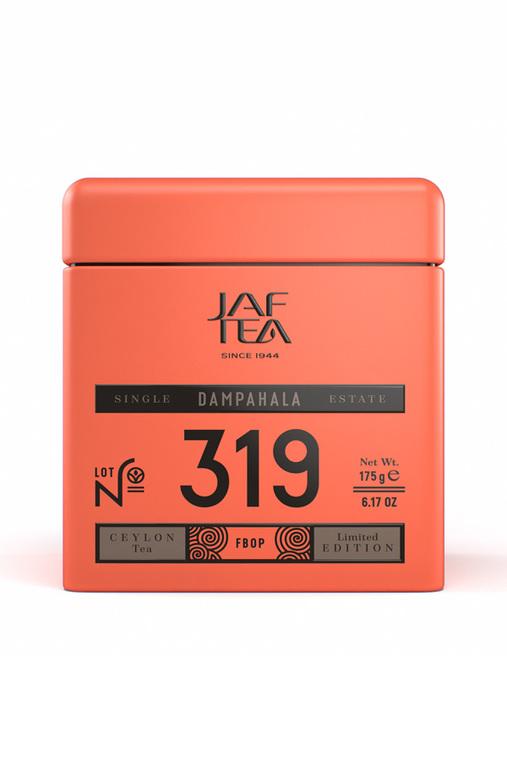 JAF
TEA
SINCE 1944
SINGLE DAMPAHALA ESTATE
LOT
Nº
319
Net Wt.
175 g ℮
6.17 OZ
CEYLON
Tea
FBOP
Limited
EDITION